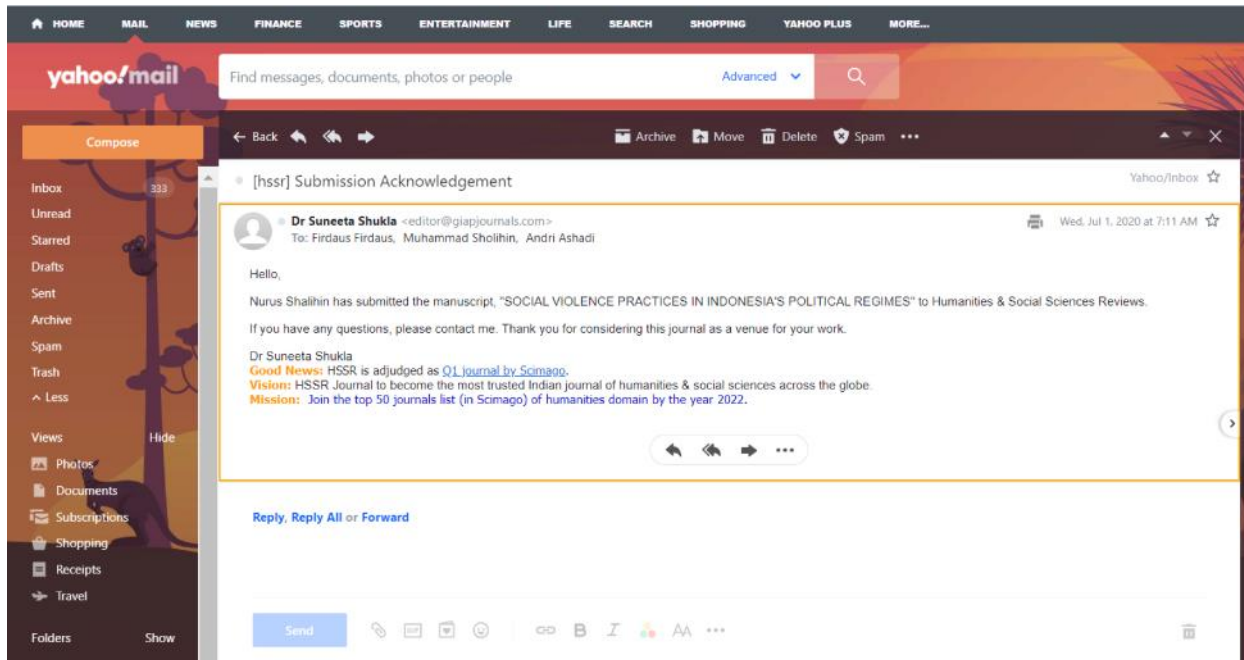 HOME MAIL NEWS FINANCE SPORTS ENTERTAINMENT LIFE SEARCH SHOPPING YAHOO PLUS MORE...
yahoo!mail
Find messages, documents, photos or people Advanced
Compose
Back Archive Move Delete Spam
Inbox 333
Unread
Starred
Drafts
Sent
Archive
Spam
Trash
Less
Views Hide
Photos
Documents
Subscriptions
Shopping
Receipts
Travel
Folders Show
[hssr] Submission Acknowledgement Yahoo/Inbox
Dr Suneeta Shukla <editor@giapjournals.com> Wed, Jul 1, 2020 at 7:11 AM
To: Firdaus Firdaus, Muhammad Sholihin, Andri Ashadi
Hello,
Nurus Shalihin has submitted the manuscript, "SOCIAL VIOLENCE PRACTICES IN INDONESIA'S POLITICAL REGIMES" to Humanities & Social Sciences Reviews.
If you have any questions, please contact me. Thank you for considering this journal as a venue for your work.
Dr Suneeta Shukla
Good News: HSSR is adjudged as Q1 journal by Scimago.
Vision: HSSR Journal to become the most trusted Indian journal of humanities & social sciences across the globe.
Mission: Join the top 50 journals list (in Scimago) of humanities domain by the year 2022.
Reply, Reply All or Forward
Send GIF B I AA